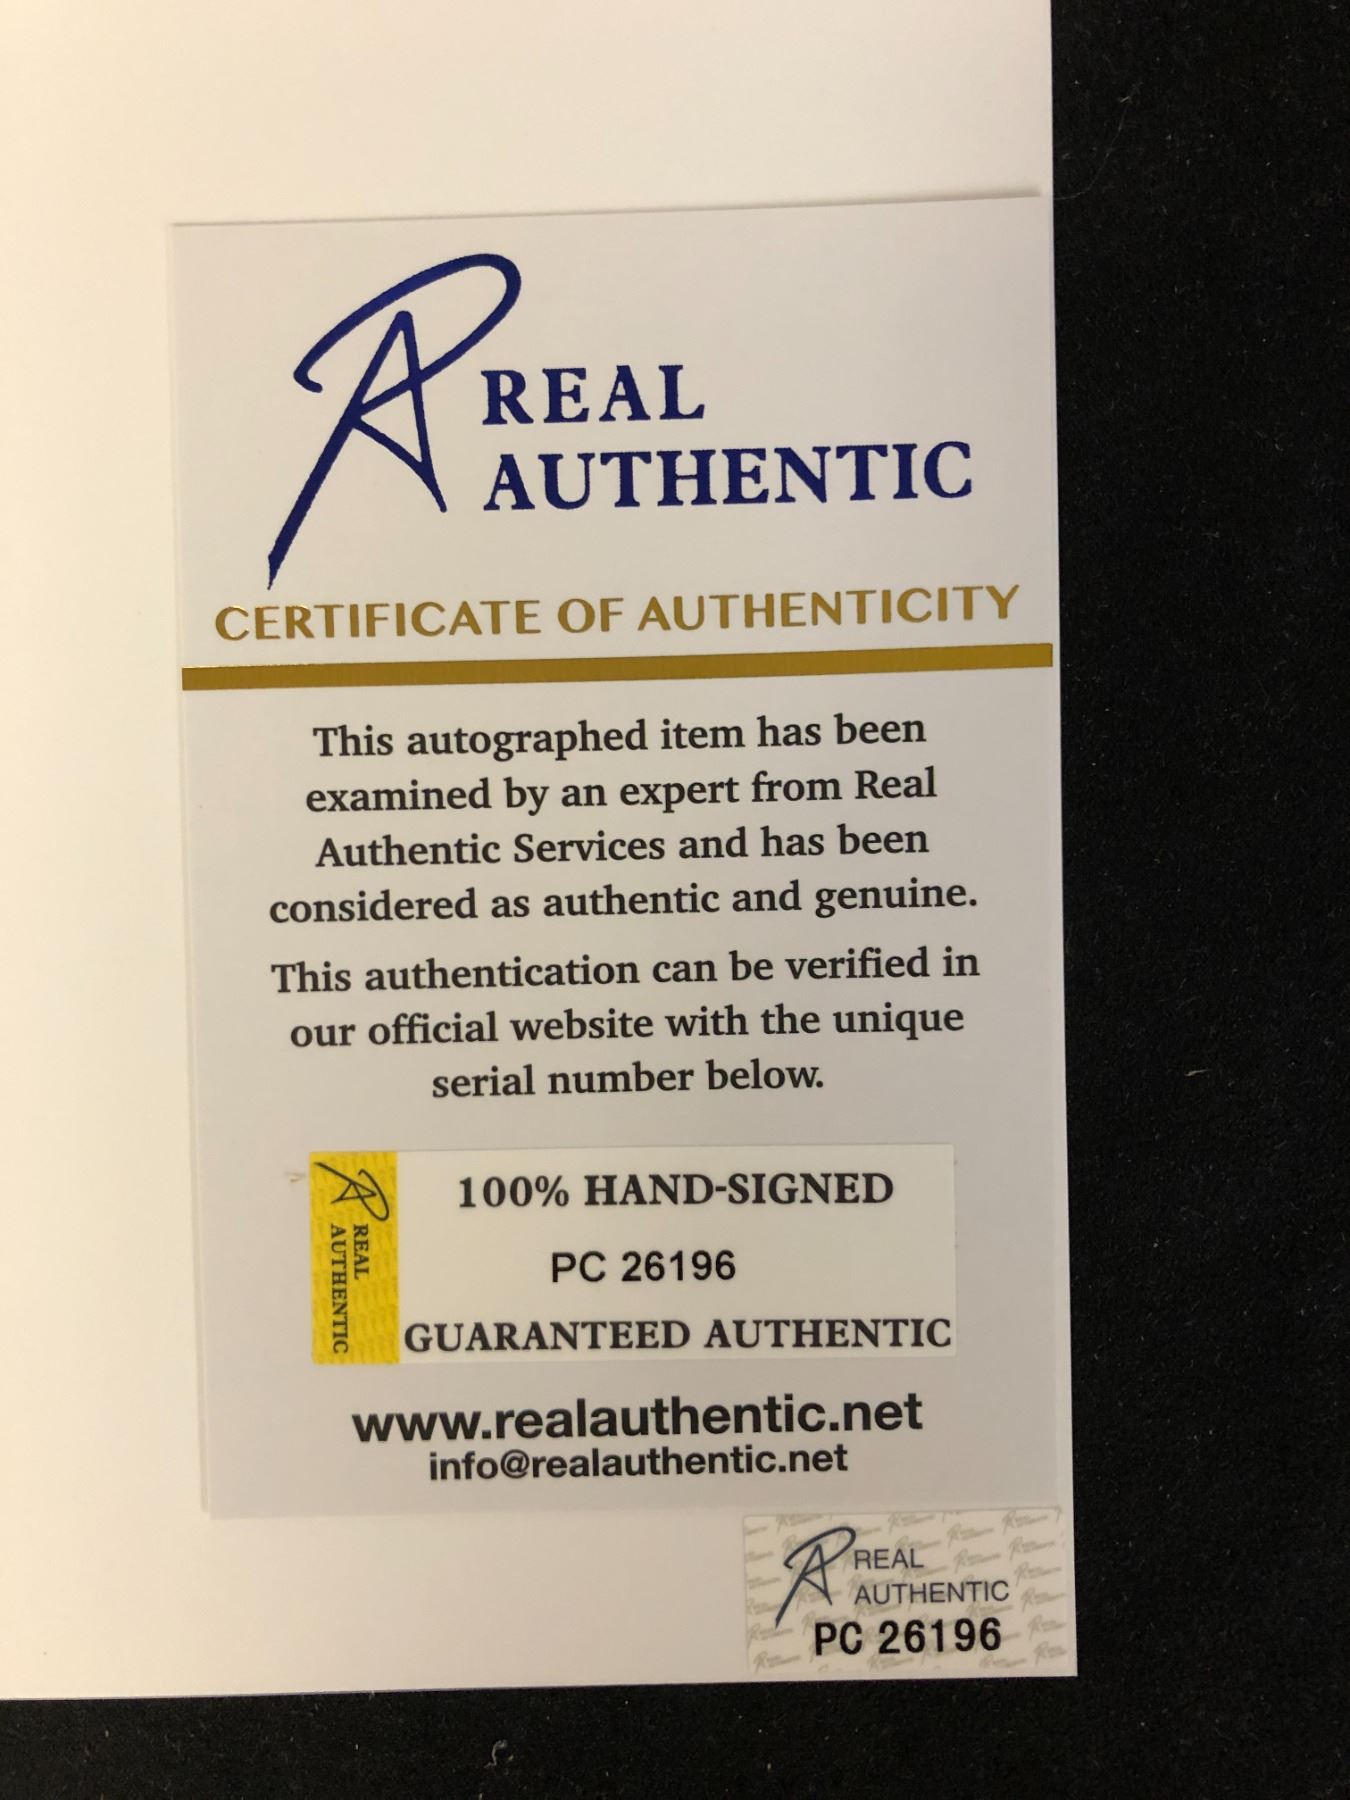 REAL
AUTHENTIC
CERTIFICATE OF AUTHENTICITY
This autographed item has been
examined by an expert from Real
Authentic Services and has been
considered as authentic and genuine.
This authentication can be verified in
our official website with the unique
serial number below.
REAL
AUTHENTIC
100% HAND-SIGNED
PC 26196
GUARANTEED AUTHENTIC
www.realauthentic.net
info@realauthentic.net
REAL
AUTHENTIC
PC 26196